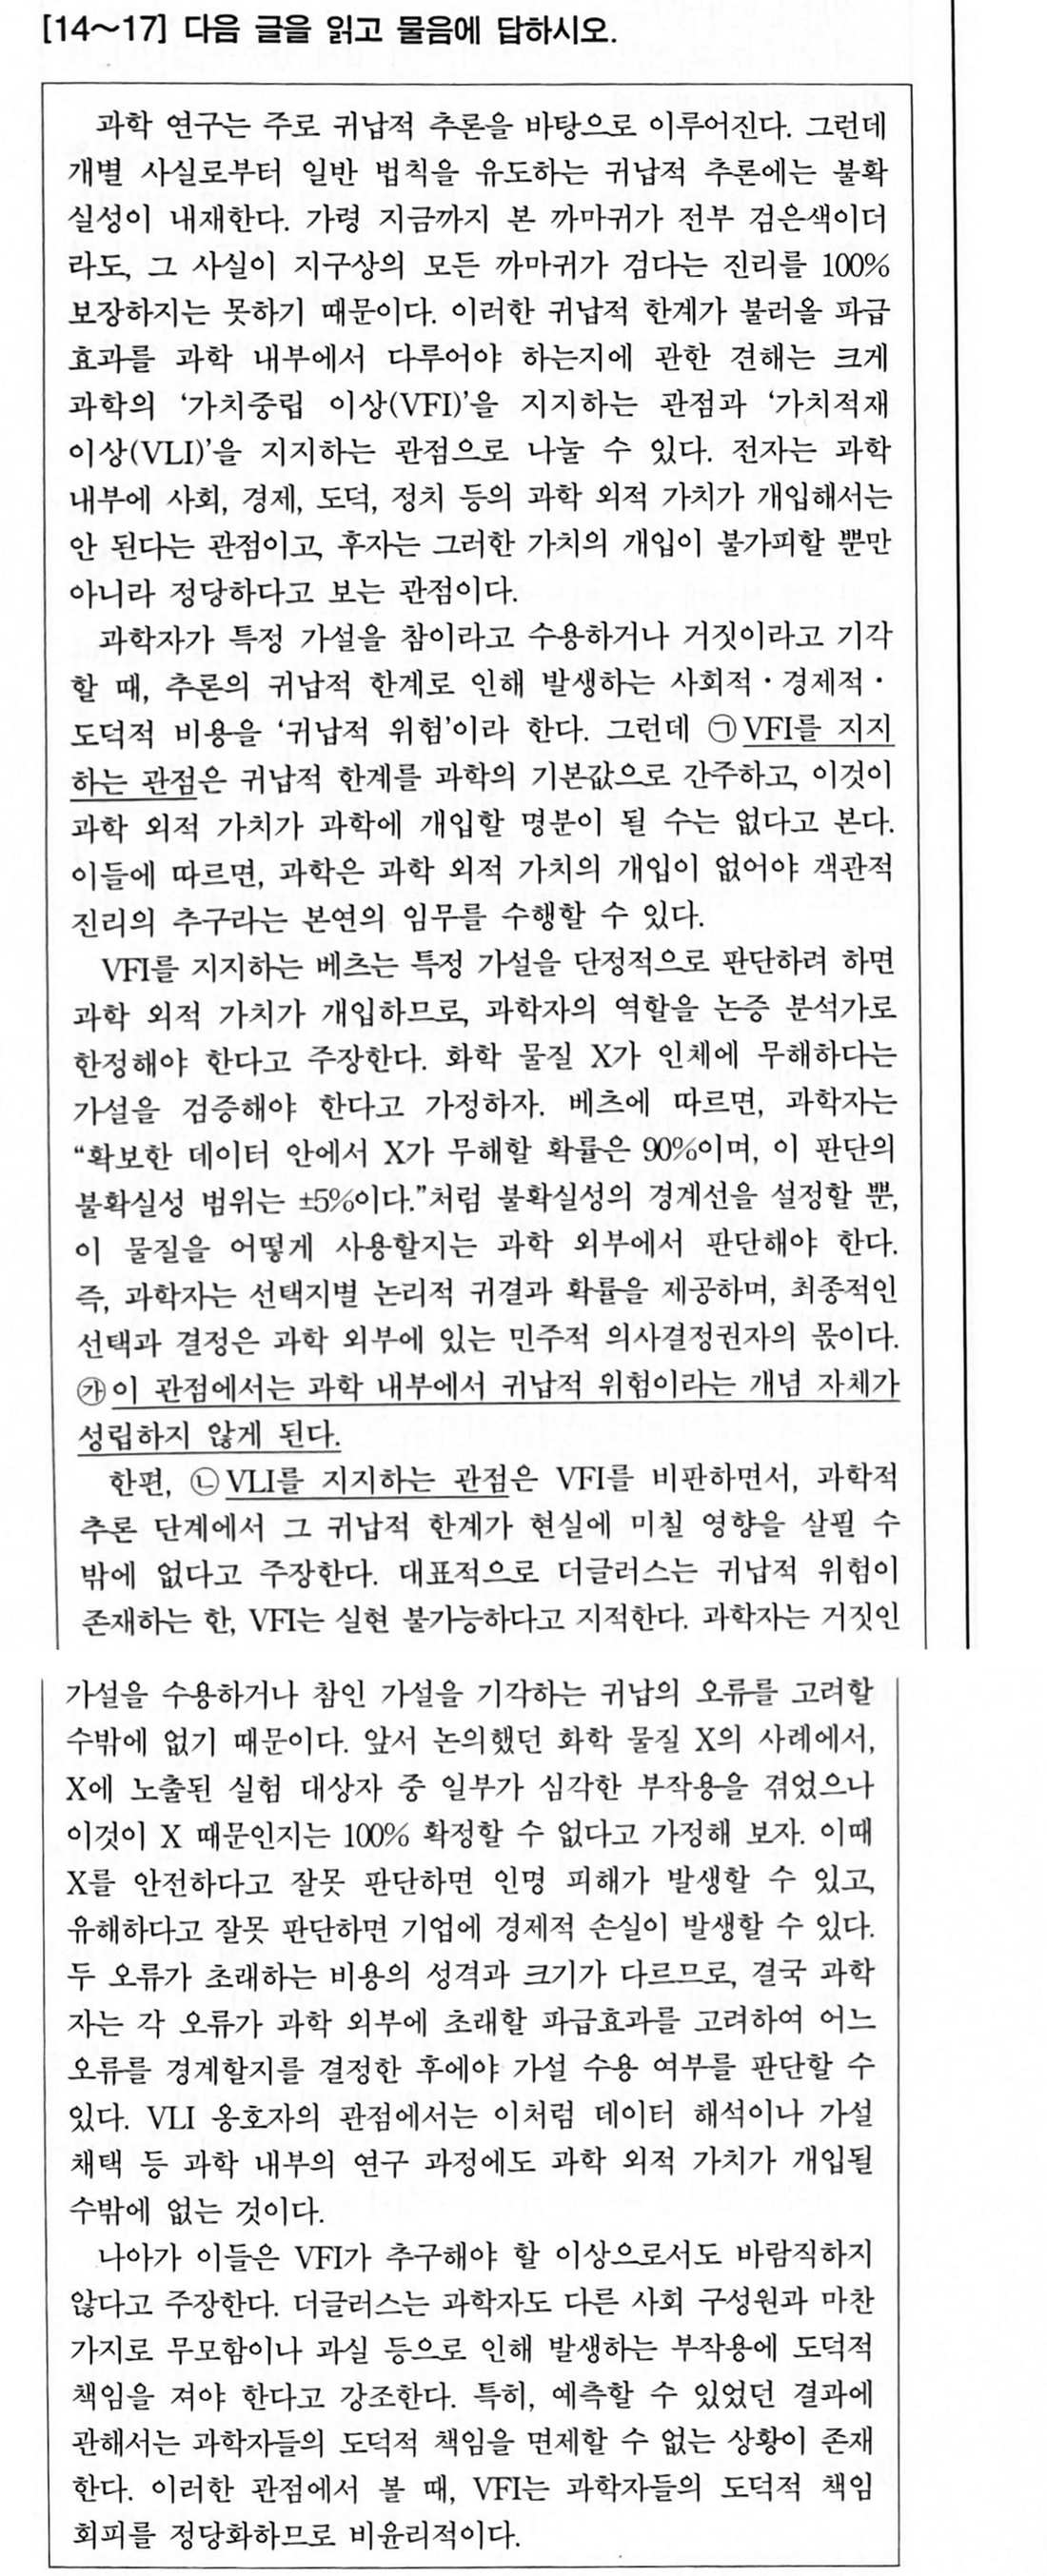 [14～17] 다음 글을 읽고 물음에 답하시오.
과학 연구는 주로 귀납적 추론을 바탕으로 이루어진다. 그런데
개별 사실로부터 일반 법칙을 유도하는 귀납적 추론에는 불확
실성이 내재한다. 가령 지금까지 본 까마귀가 전부 검은색이더
라도, 그 사실이 지구상의 모든 까마귀가 검다는 진리를 100%
보장하지는 못하기 때문이다. 이러한 귀납적 한계가 불러올 파급
효과를 과학 내부에서 다루어야 하는지에 관한 견해는 크게
과학의 ‘가치중립 이상(VFI)’을 지지하는 관점과 ‘가치적재
이상(VLI)’을 지지하는 관점으로 나눌 수 있다. 전자는 과학
내부에 사회, 경제, 도덕, 정치 등의 과학 외적 가치가 개입해서는
안 된다는 관점이고, 후자는 그러한 가치의 개입이 불가피할 뿐만
아니라 정당하다고 보는 관점이다.
과학자가 특정 가설을 참이라고 수용하거나 거짓이라고 기각
할 때, 추론의 귀납적 한계로 인해 발생하는 사회적·경제적·
도덕적 비용을 ‘귀납적 위험’이라 한다. 그런데 ㉠VFI를 지지
하는 관점은 귀납적 한계를 과학의 기본값으로 간주하고, 이것이
과학 외적 가치가 과학에 개입할 명분이 될 수는 없다고 본다.
이들에 따르면, 과학은 과학 외적 가치의 개입이 없어야 객관적
진리의 추구라는 본연의 임무를 수행할 수 있다.
VFI를 지지하는 베츠는 특정 가설을 단정적으로 판단하려 하면
과학 외적 가치가 개입하므로, 과학자의 역할을 논증 분석가로
한정해야 한다고 주장한다. 화학 물질 X가 인체에 무해하다는
가설을 검증해야 한다고 가정하자. 베츠에 따르면, 과학자는
“확보한 데이터 안에서 X가 무해할 확률은 90%이며, 이 판단의
불확실성 범위는 ±5%이다.”처럼 불확실성의 경계선을 설정할 뿐,
이 물질을 어떻게 사용할지는 과학 외부에서 판단해야 한다.
즉, 과학자는 선택지별 논리적 귀결과 확률을 제공하며, 최종적인
선택과 결정은 과학 외부에 있는 민주적 의사결정권자의 몫이다.
㉮이 관점에서는 과학 내부에서 귀납적 위험이라는 개념 자체가
성립하지 않게 된다.
한편, ㉡VLI를 지지하는 관점은 VFI를 비판하면서, 과학적
추론 단계에서 그 귀납적 한계가 현실에 미칠 영향을 살필 수
밖에 없다고 주장한다. 대표적으로 더글러스는 귀납적 위험이
존재하는 한, VFI는 실현 불가능하다고 지적한다. 과학자는 거짓인
가설을 수용하거나 참인 가설을 기각하는 귀납의 오류를 고려할
수밖에 없기 때문이다. 앞서 논의했던 화학 물질 X의 사례에서,
X에 노출된 실험 대상자 중 일부가 심각한 부작용을 겪었으나
이것이 X 때문인지는 100% 확정할 수 없다고 가정해 보자. 이때
X를 안전하다고 잘못 판단하면 인명 피해가 발생할 수 있고,
유해하다고 잘못 판단하면 기업에 경제적 손실이 발생할 수 있다.
두 오류가 초래하는 비용의 성격과 크기가 다르므로, 결국 과학
자는 각 오류가 과학 외부에 초래할 파급효과를 고려하여 어느
오류를 경계할지를 결정한 후에야 가설 수용 여부를 판단할 수
있다. VLI 옹호자의 관점에서는 이처럼 데이터 해석이나 가설
채택 등 과학 내부의 연구 과정에도 과학 외적 가치가 개입될
수밖에 없는 것이다.
나아가 이들은 VFI가 추구해야 할 이상으로서도 바람직하지
않다고 주장한다. 더글러스는 과학자도 다른 사회 구성원과 마찬
가지로 무모함이나 과실 등으로 인해 발생하는 부작용에 도덕적
책임을 져야 한다고 강조한다. 특히, 예측할 수 있었던 결과에
관해서는 과학자들의 도덕적 책임을 면제할 수 없는 상황이 존재
한다. 이러한 관점에서 볼 때, VFI는 과학자들의 도덕적 책임
회피를 정당화하므로 비윤리적이다.